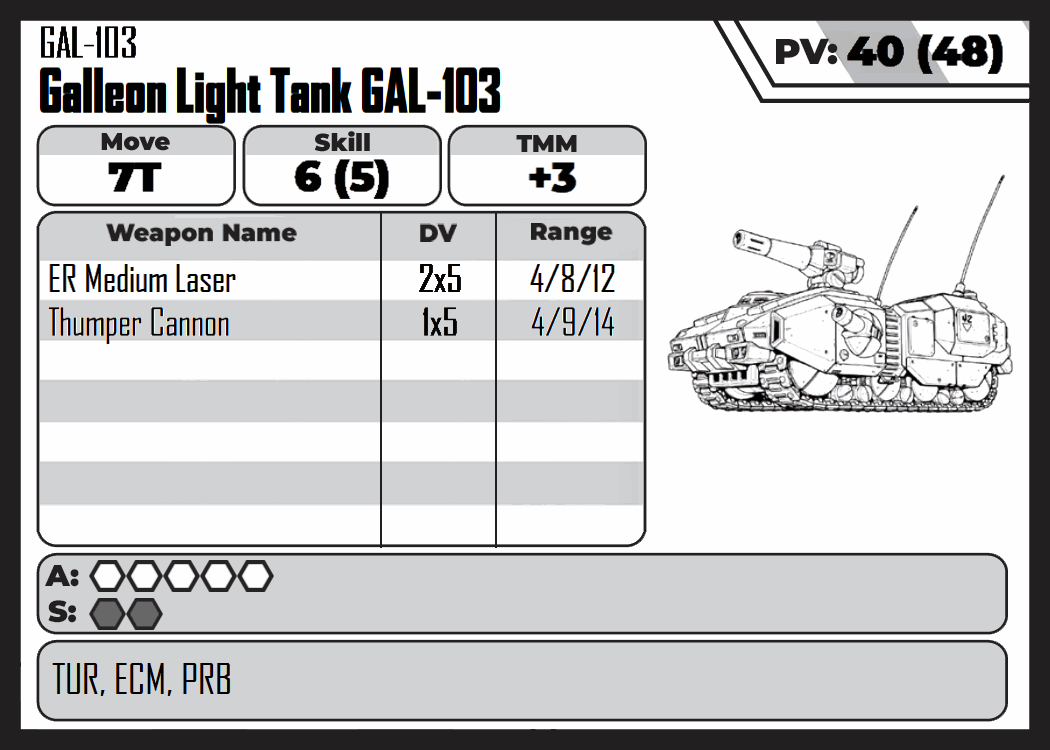 GAL-103
Galleon Light Tank GAL-103
PV: 40 (48)
Move Skill TMM
7T 6 (5) +3
Weapon Name DV Range
ER Medium Laser 2x5 4/8/12
Thumper Cannon 1x5 4/9/14
A:
S:
TUR, ECM, PRB